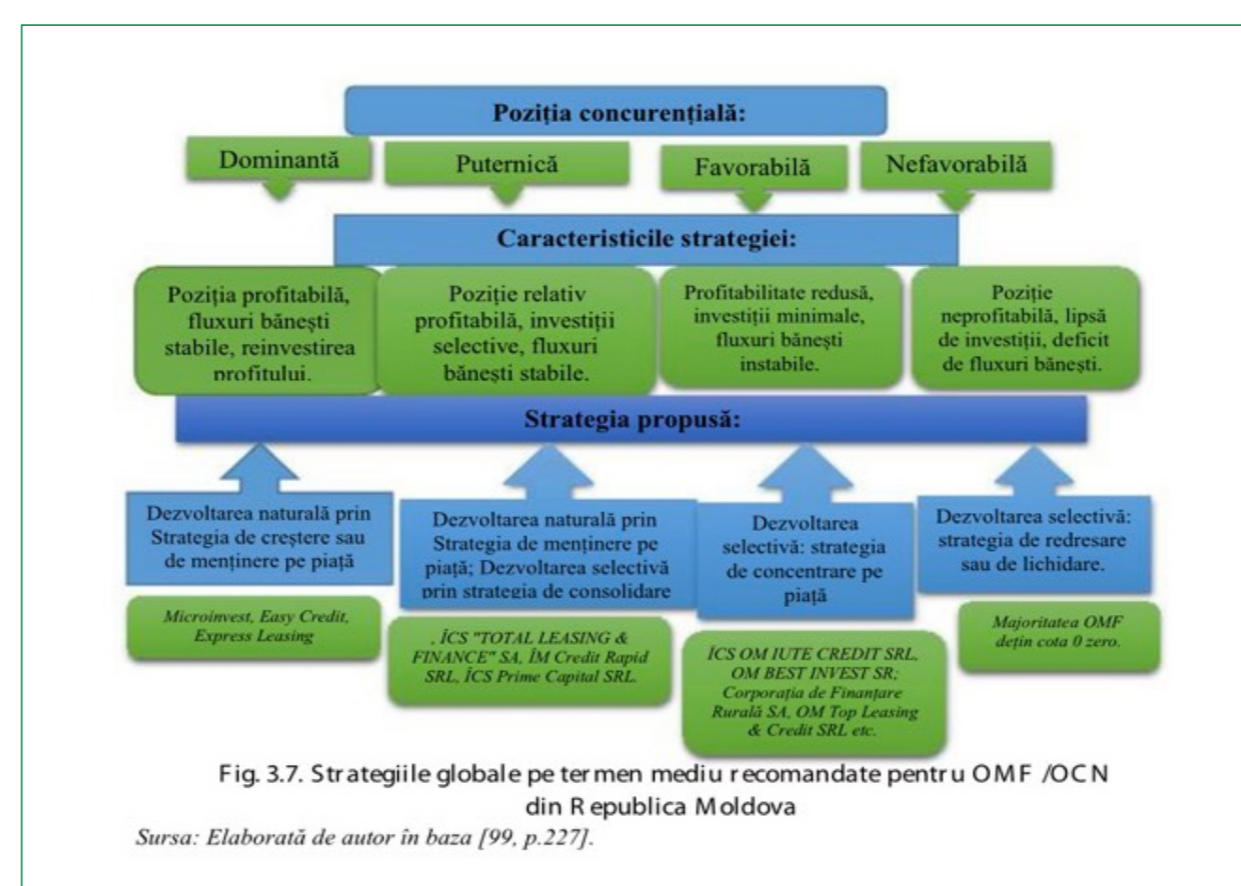 Poziția concurențială:
Dominantă
Puternică
Favorabilă
Nefavorabilă
Caracteristicile strategiei:
Poziția profitabilă,
fluxuri bănești
stabile, reinvestirea
profitului.
Poziție relativ
profitabilă, investiții
selective, fluxuri
bănești stabile.
Profitabilitate redusă,
investiții minimale,
fluxuri bănești
instabile.
Poziție
neprofitabilă, lipsă
de investiții, deficit
de fluxuri bănești.
Strategia propusă:
Dezvoltarea naturală prin
Strategia de creștere sau
de menținere pe piață
Dezvoltarea naturală prin
Strategia de menținere pe
piață; Dezvoltarea selectivă
prin strategia de consolidare
Dezvoltarea
selectivă: strategia
de concentrare pe
piață
Dezvoltarea selectivă:
strategia de redresare
sau de lichidare.
Microinvest, Easy Credit,
Express Leasing
, ÎCS "TOTAL LEASING &
FINANCE" SA, ÎM Credit Rapid
SRL, ÎCS Prime Capital SRL.
ÎCS OM IUTE CREDIT SRL,
OM BEST INVEST SR;
Corporația de Finanțare
Rurală SA, OM Top Leasing
& Credit SRL etc.
Majoritatea OMF
dețin cota 0 zero.
Fig. 3.7. Strategiile globale pe termen mediu recomandate pentru OMF /OCN
din Republica Moldova
Sursa: Elaborată de autor în baza [99, p.227].